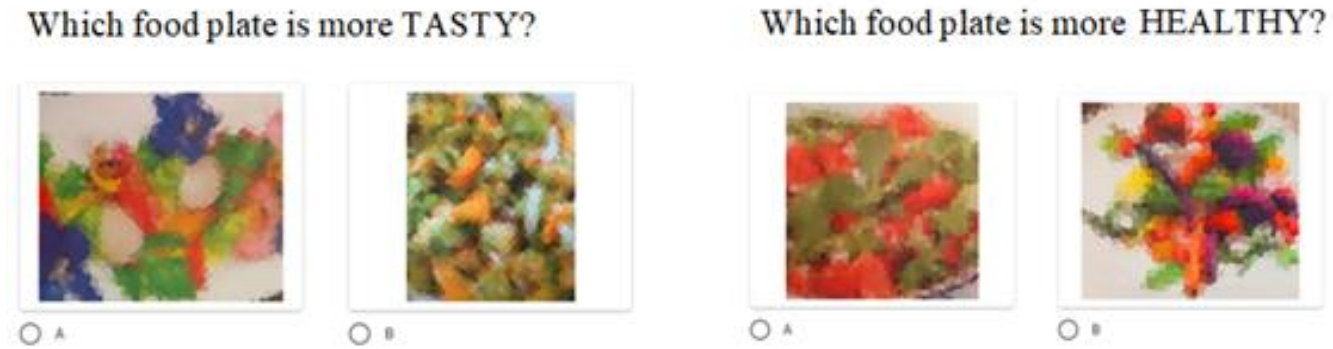 Which food plate is more TASTY?
Which food plate is more HEALTHY?
A
B
A
B